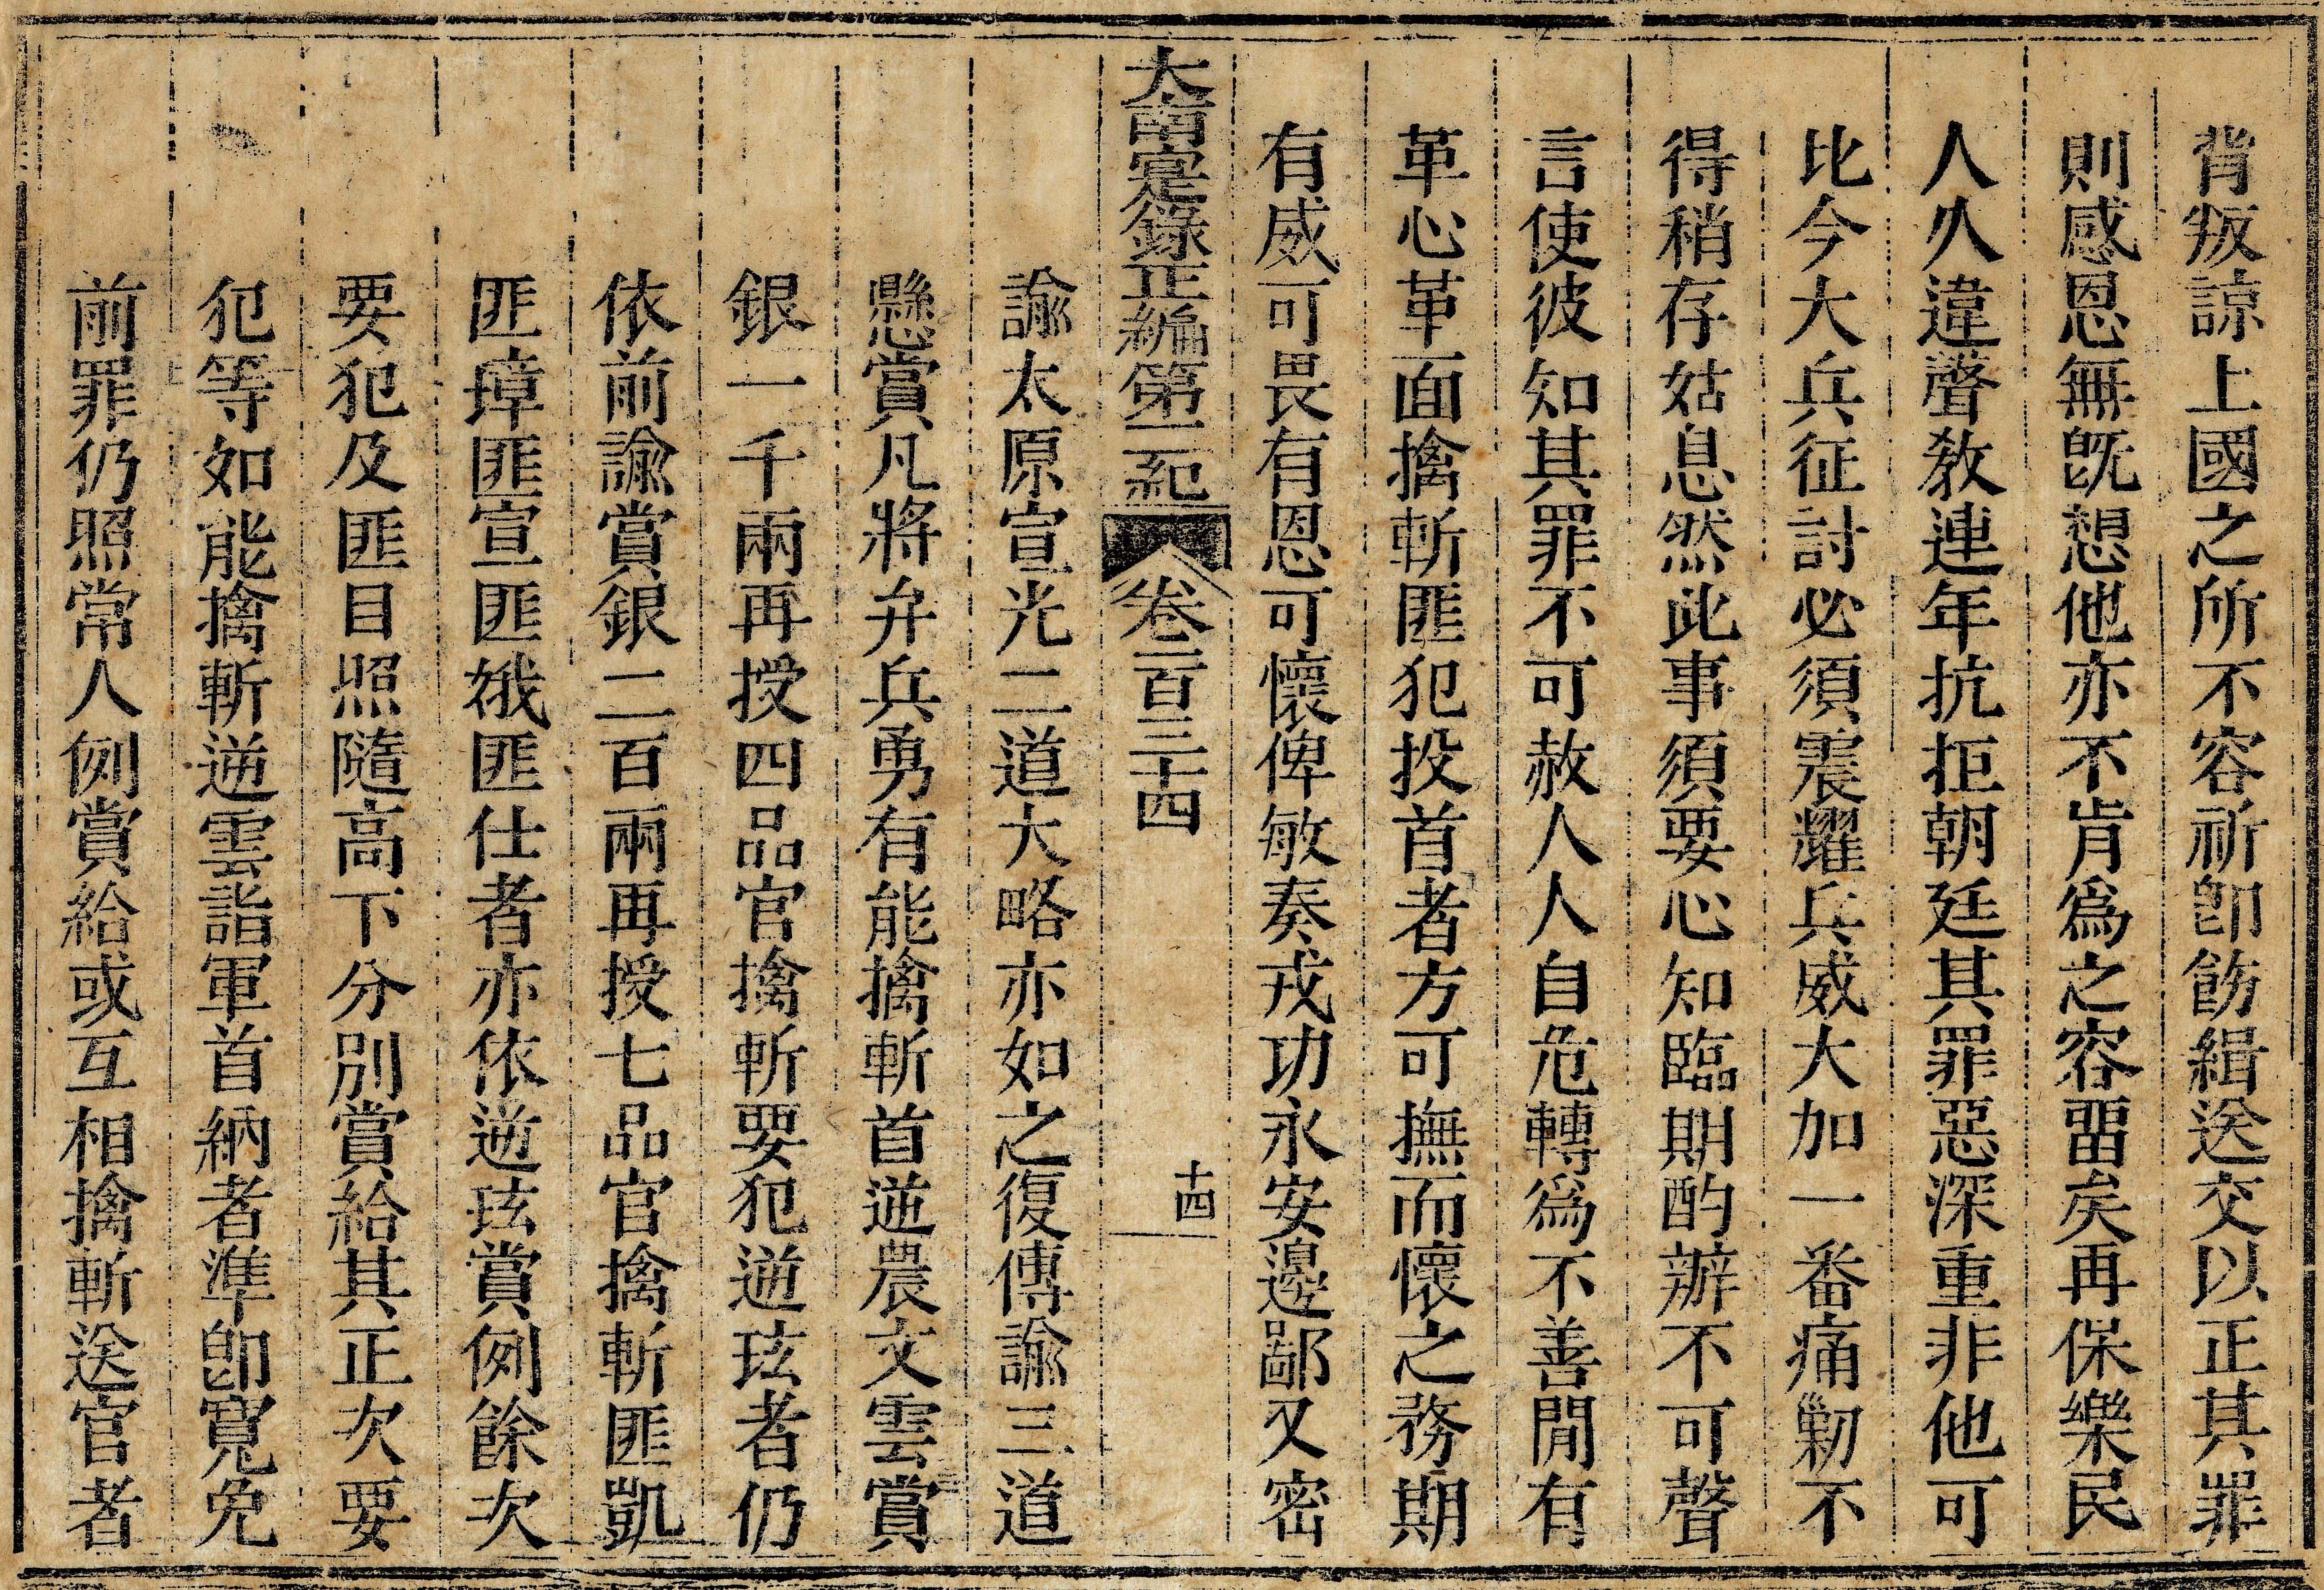 背叛諒上國之所不容祈卽飭緝送交以正其罪
則感恩無旣想他亦不肯爲之容畱矣再保樂民
人久違聲敎連年抗拒朝廷其罪惡深重非他可
比今大兵征討必須震耀兵威大加一番痛剿不
得稍存姑息然此事須要心知臨期酌辦不可聲
言使彼知其罪不可赦人人自危轉爲不善閒有
革心革面擒斬匪犯投首者方可撫而懷之務期
有威可畏有恩可懷俾敏奏戎功永安邊鄙又密
大南寔錄正編第二紀 卷一百三十四 十四
諭太原宣光二道大略亦如之復傳諭三道
懸賞凡將弁兵勇有能擒斬首逆農文雲賞
銀一千兩再授四品官擒斬要犯逆玹者仍
依前諭賞銀二百兩再授七品官擒斬匪凱
匪璋匪宣匪㦲匪仕者亦依逆玹賞例餘次
要犯及匪目照隨高下分別賞給其正次要
犯等如能擒斬逆雲詣軍首納者準卽寬免
前罪仍照常人例賞給或互相擒斬送官者